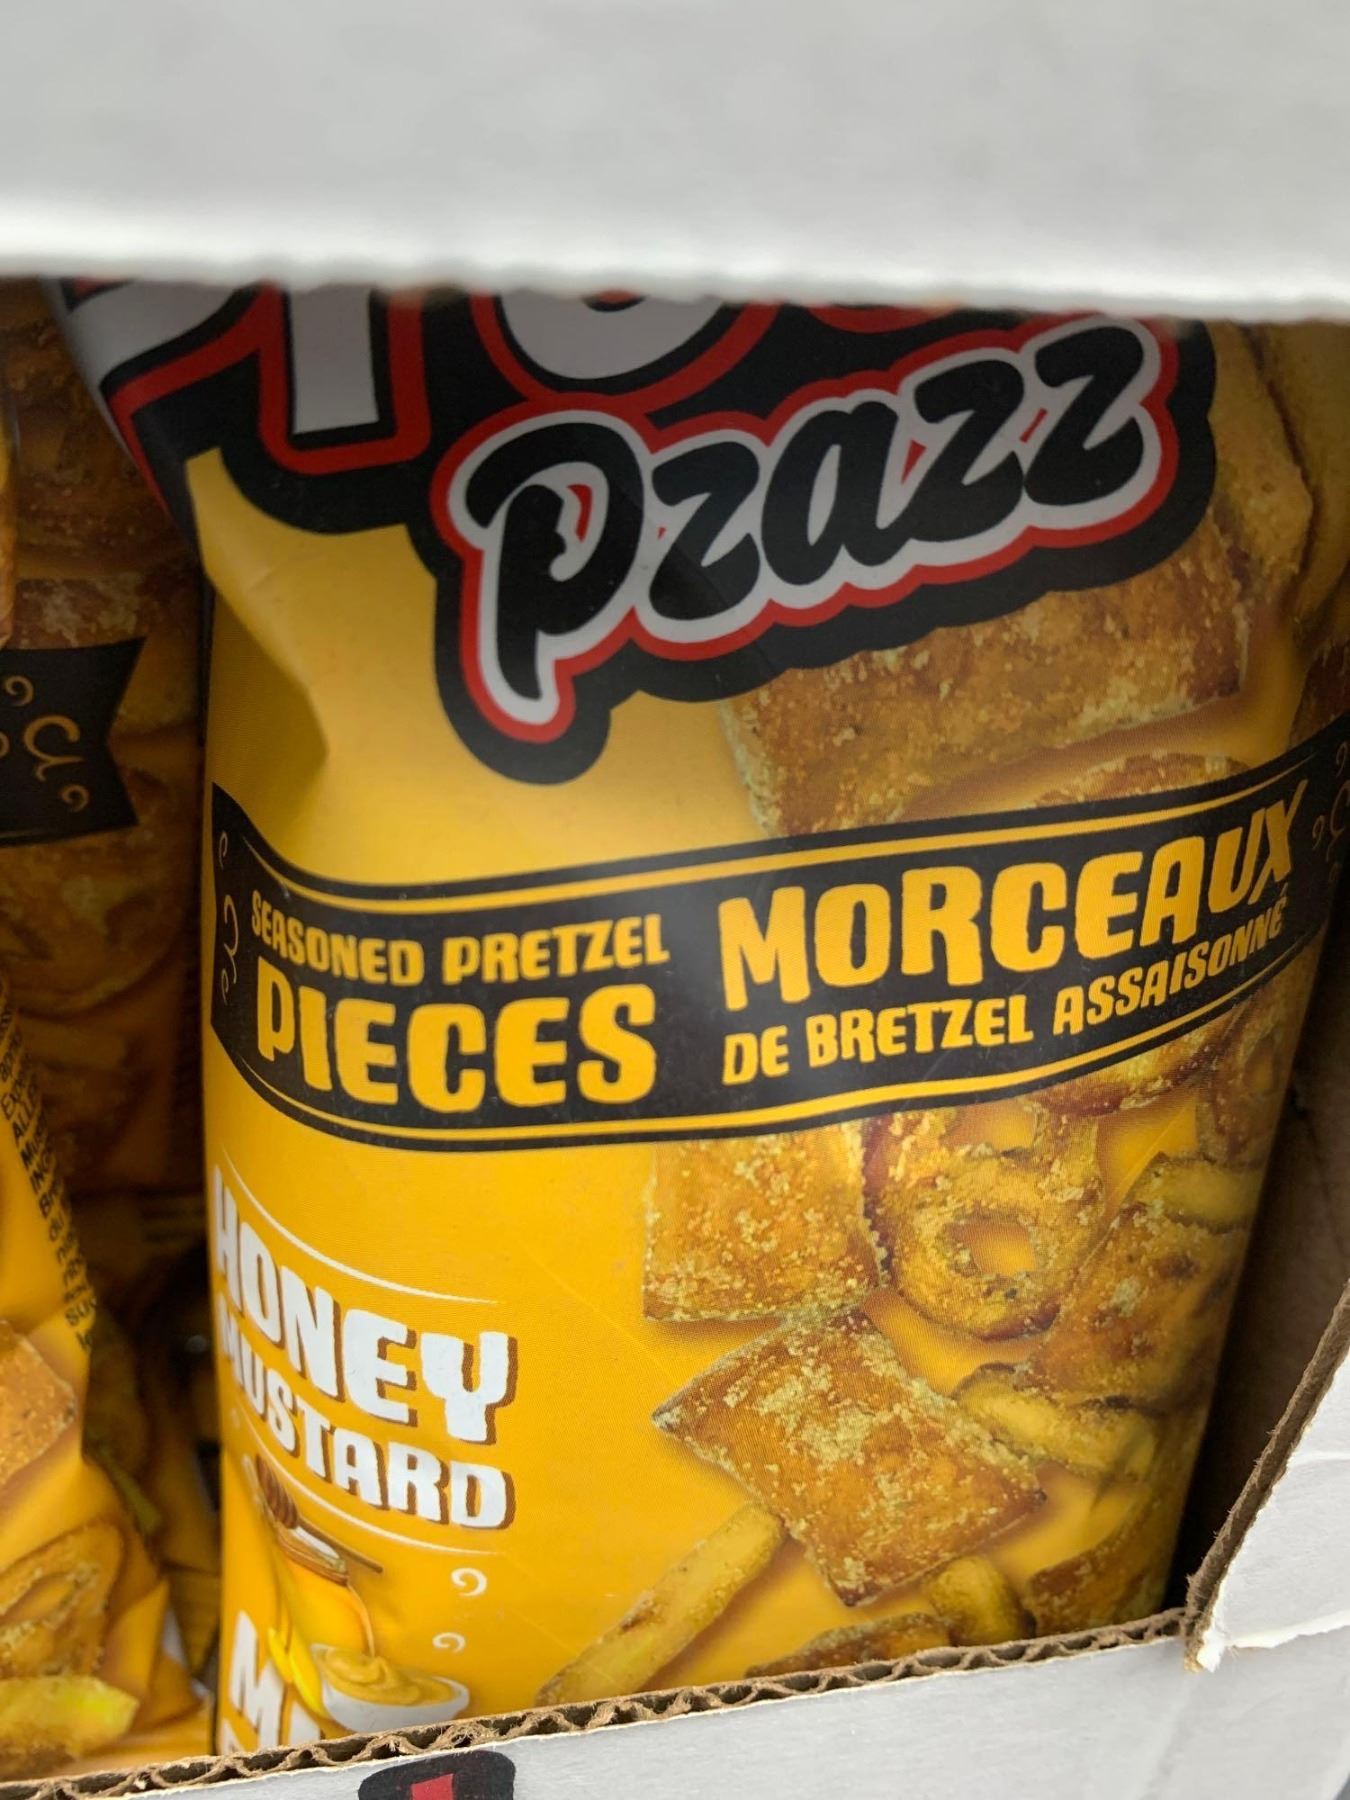 Pzazz
SEASONED PRETZEL
PIECES
MORCEAUX
DE BRETZEL ASSAISONNÉ
HONEY
MUSTARD